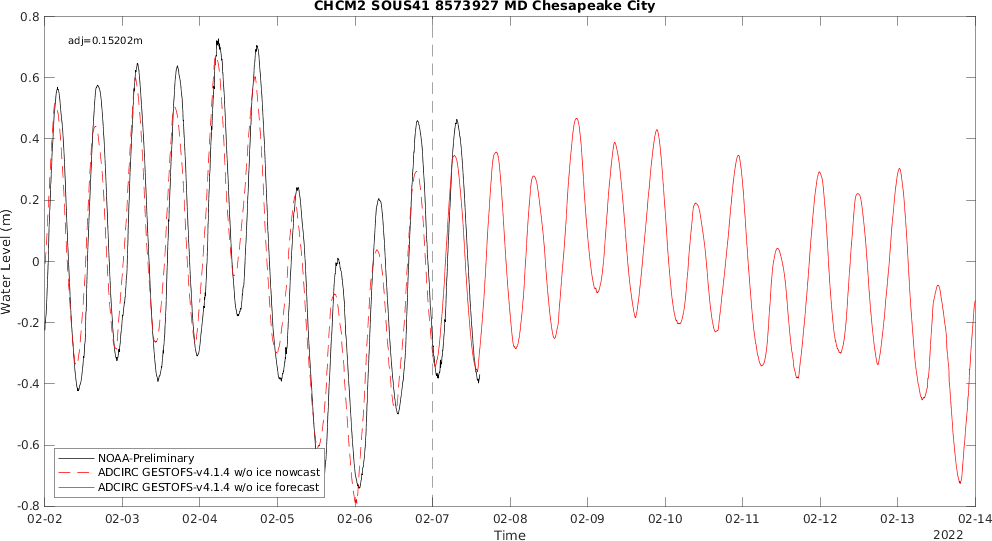 CHCM2 SOUS41 8573927 MD Chesapeake City
adj=0.15202m
0.8
0.6
0.4
0.2
0
-0.2
-0.4
-0.6
-0.8
Water Level (m)
NOAA-Preliminary
ADCIRC GESTOFS-v4.1.4 w/o ice nowcast
ADCIRC GESTOFS-v4.1.4 w/o ice forecast
02-02 02-03 02-04 02-05 02-06 02-07 02-08 02-09 02-10 02-11 02-12 02-13 02-14
Time
2022